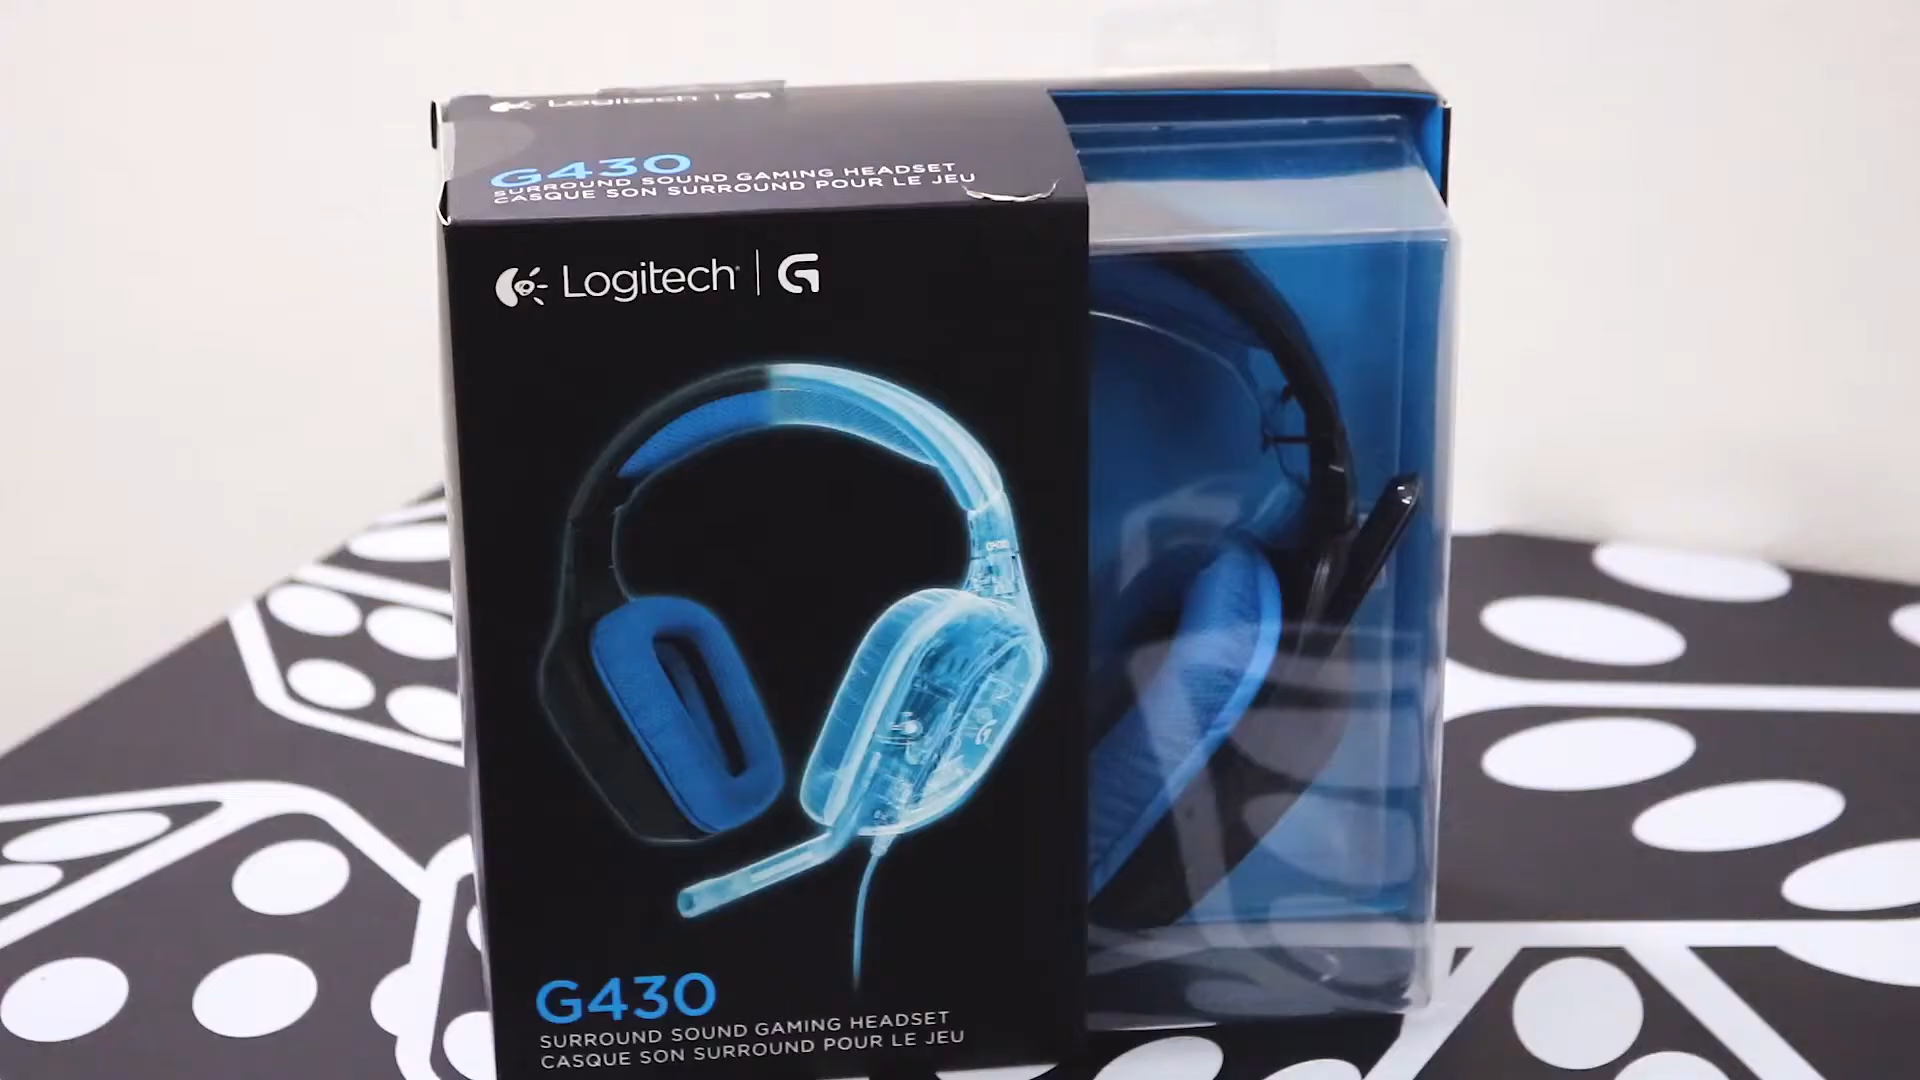 Logitech | G
G430
SURROUND SOUND GAMING HEADSET
CASQUE SON SURROUND POUR LE JEU
Logitech | G
G430
SURROUND SOUND GAMING HEADSET
CASQUE SON SURROUND POUR LE JEU